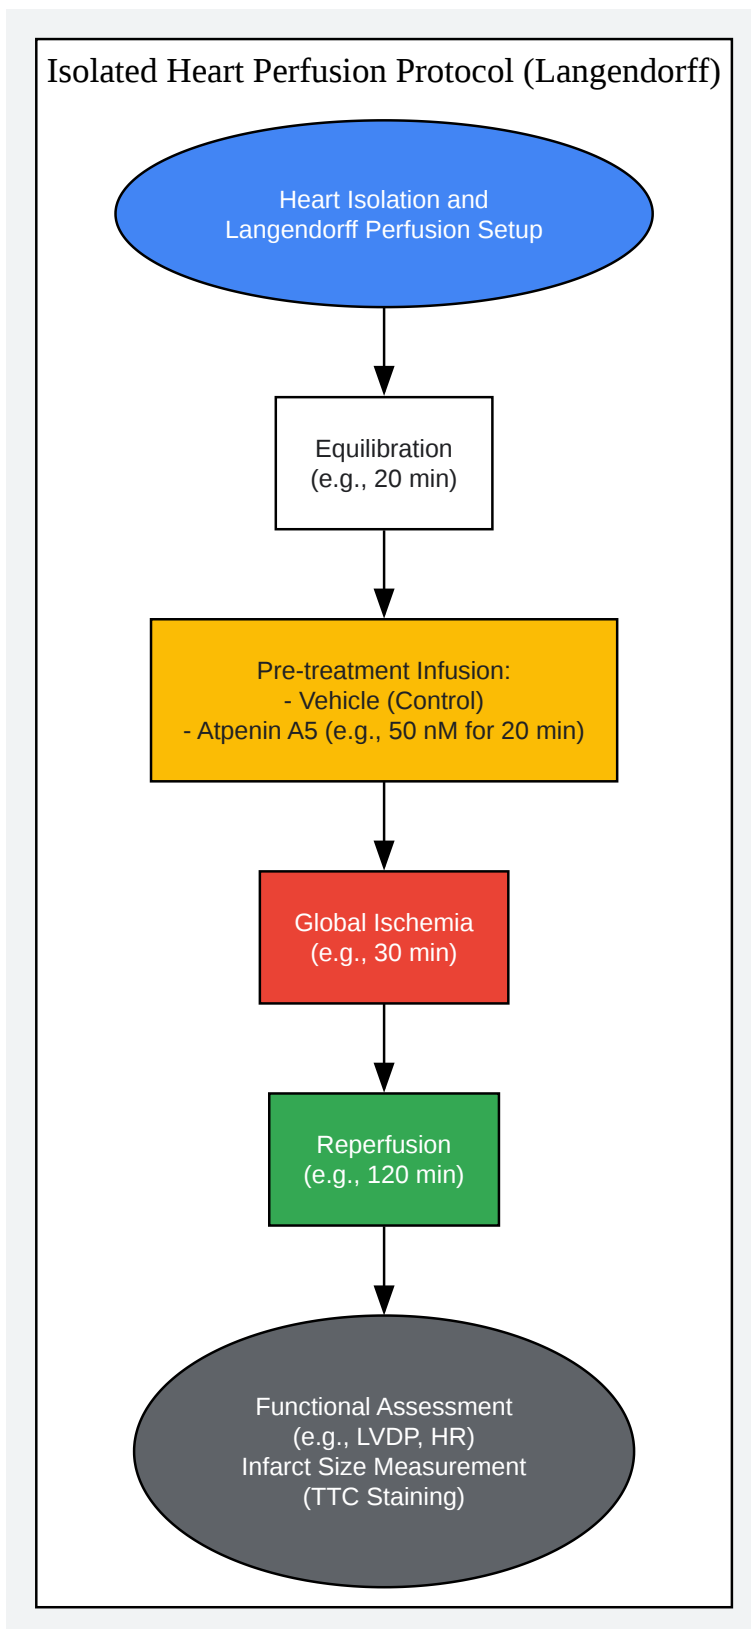 Isolated Heart Perfusion Protocol (Langendorff)
Heart Isolation and
Langendorff Perfusion Setup
Equilibration
(e.g., 20 min)
Pre-treatment Infusion:
- Vehicle (Control)
- Atpenin A5 (e.g., 50 nM for 20 min)
Global Ischemia
(e.g., 30 min)
Reperfusion
(e.g., 120 min)
Functional Assessment
(e.g., LVDP, HR)
Infarct Size Measurement
(TTC Staining)